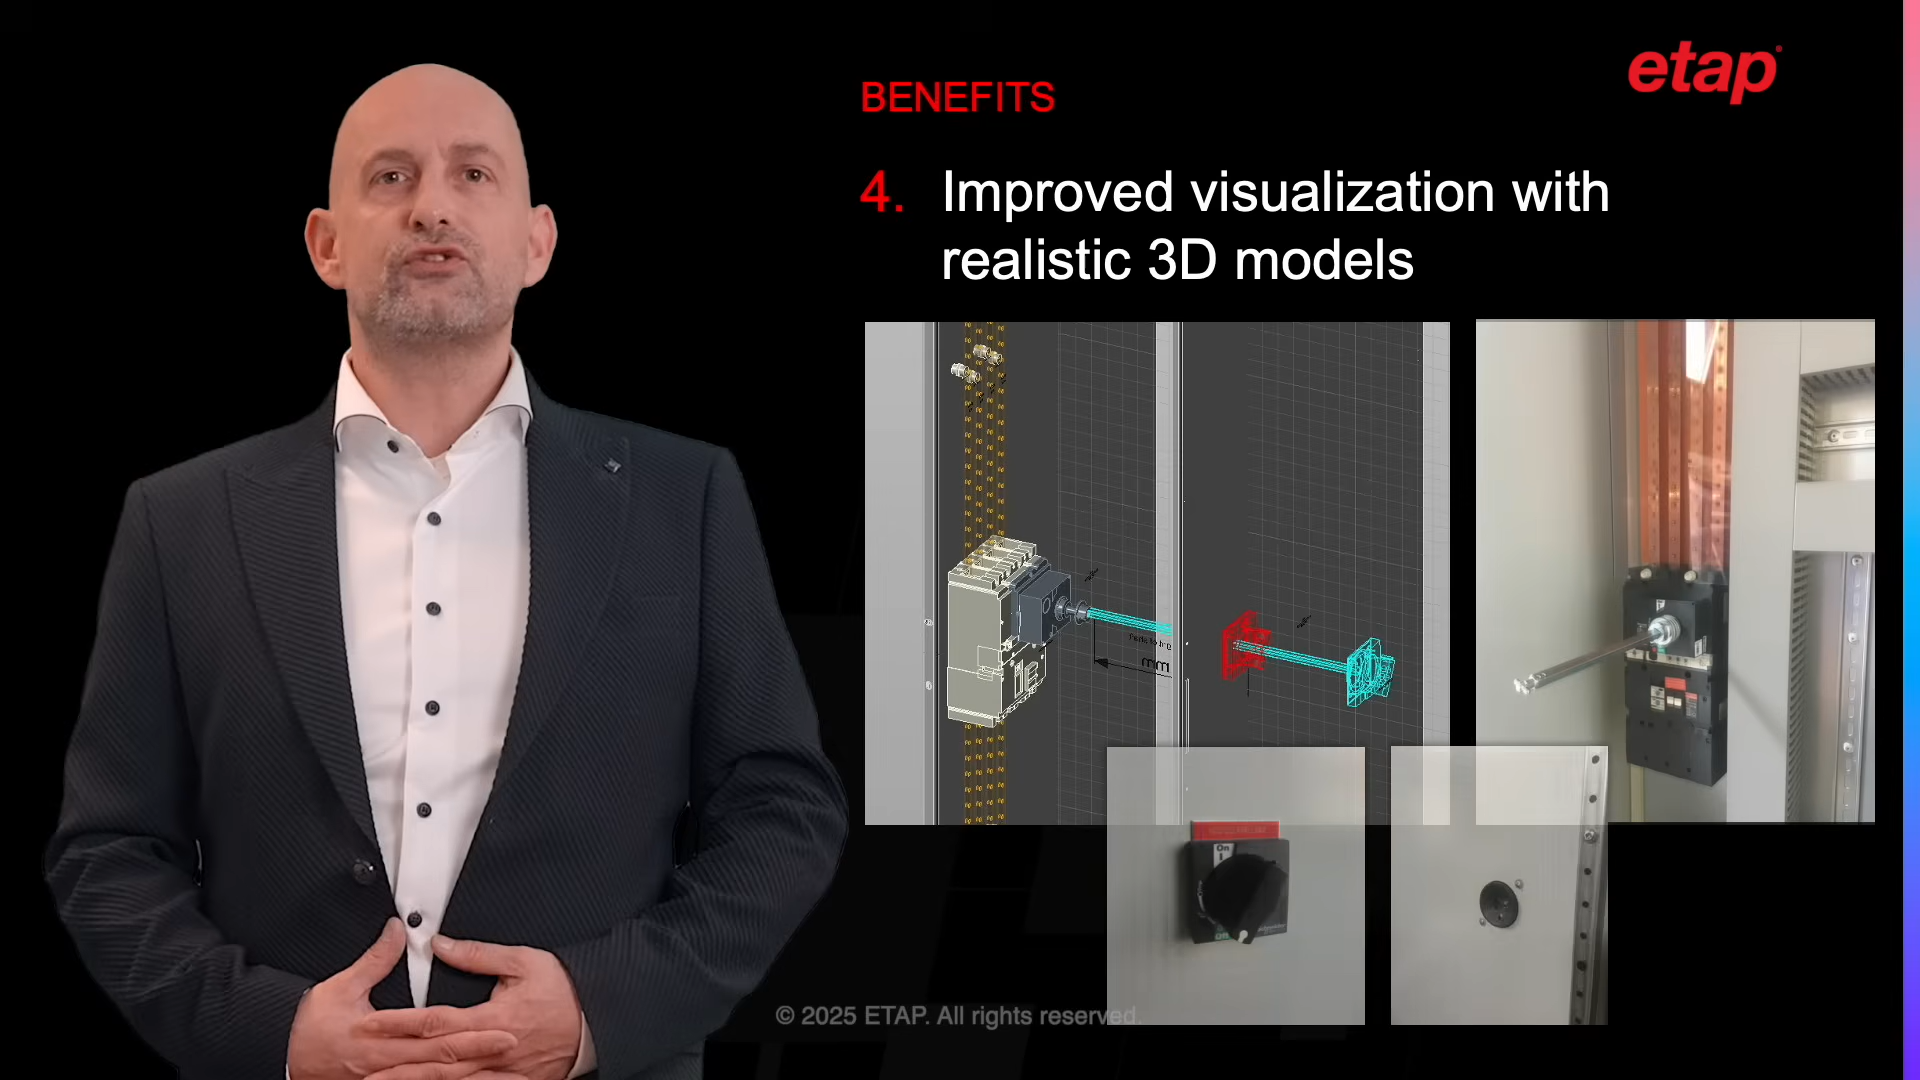 etap
BENEFITS
4. Improved visualization with
realistic 3D models
mm
On
I
© 2025 ETAP. All rights reserved.